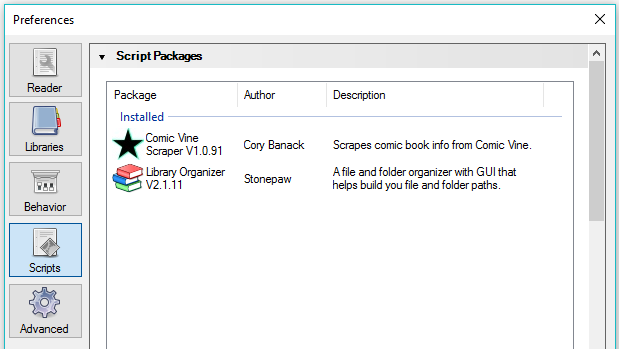 Preferences
Reader
Libraries
Behavior
Scripts
Advanced
Script Packages
Package Author Description
Installed
Comic Vine
Scraper V1.0.91
Cory Banack
Scrapes comic book info from Comic Vine.
Library Organizer
V2.1.11
Stonepaw
A file and folder organizer with GUI that
helps build you file and folder paths.